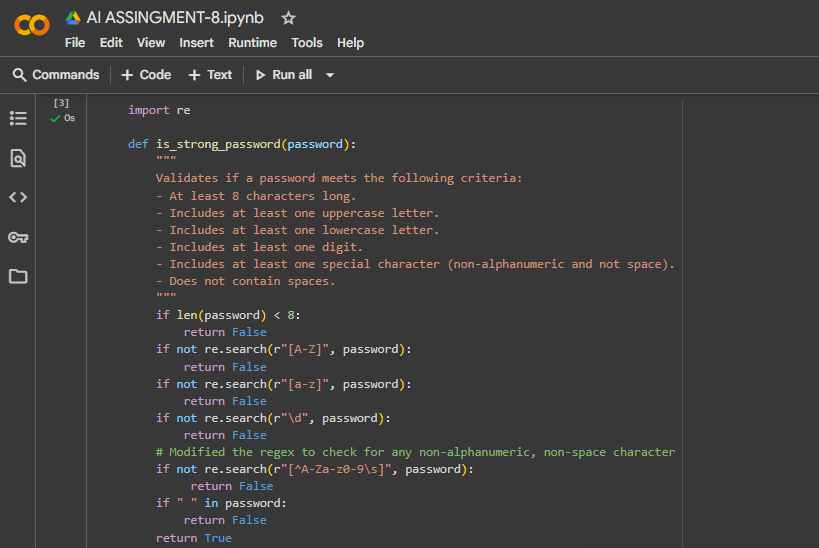 AI ASSINGMENT-8.ipynb
File Edit View Insert Runtime Tools Help
Commands + Code + Text Run all
[3]
0s
import re
def is_strong_password(password):
"""
Validates if a password meets the following criteria:
- At least 8 characters long.
- Includes at least one uppercase letter.
- Includes at least one lowercase letter.
- Includes at least one digit.
- Includes at least one special character (non-alphanumeric and not space).
- Does not contain spaces.
"""
if len(password) < 8:
return False
if not re.search(r"[A-Z]", password):
return False
if not re.search(r"[a-z]", password):
return False
if not re.search(r"\d", password):
return False
# Modified the regex to check for any non-alphanumeric, non-space character
if not re.search(r"[^A-Za-z0-9\s]", password):
return False
if " " in password:
return False
return True